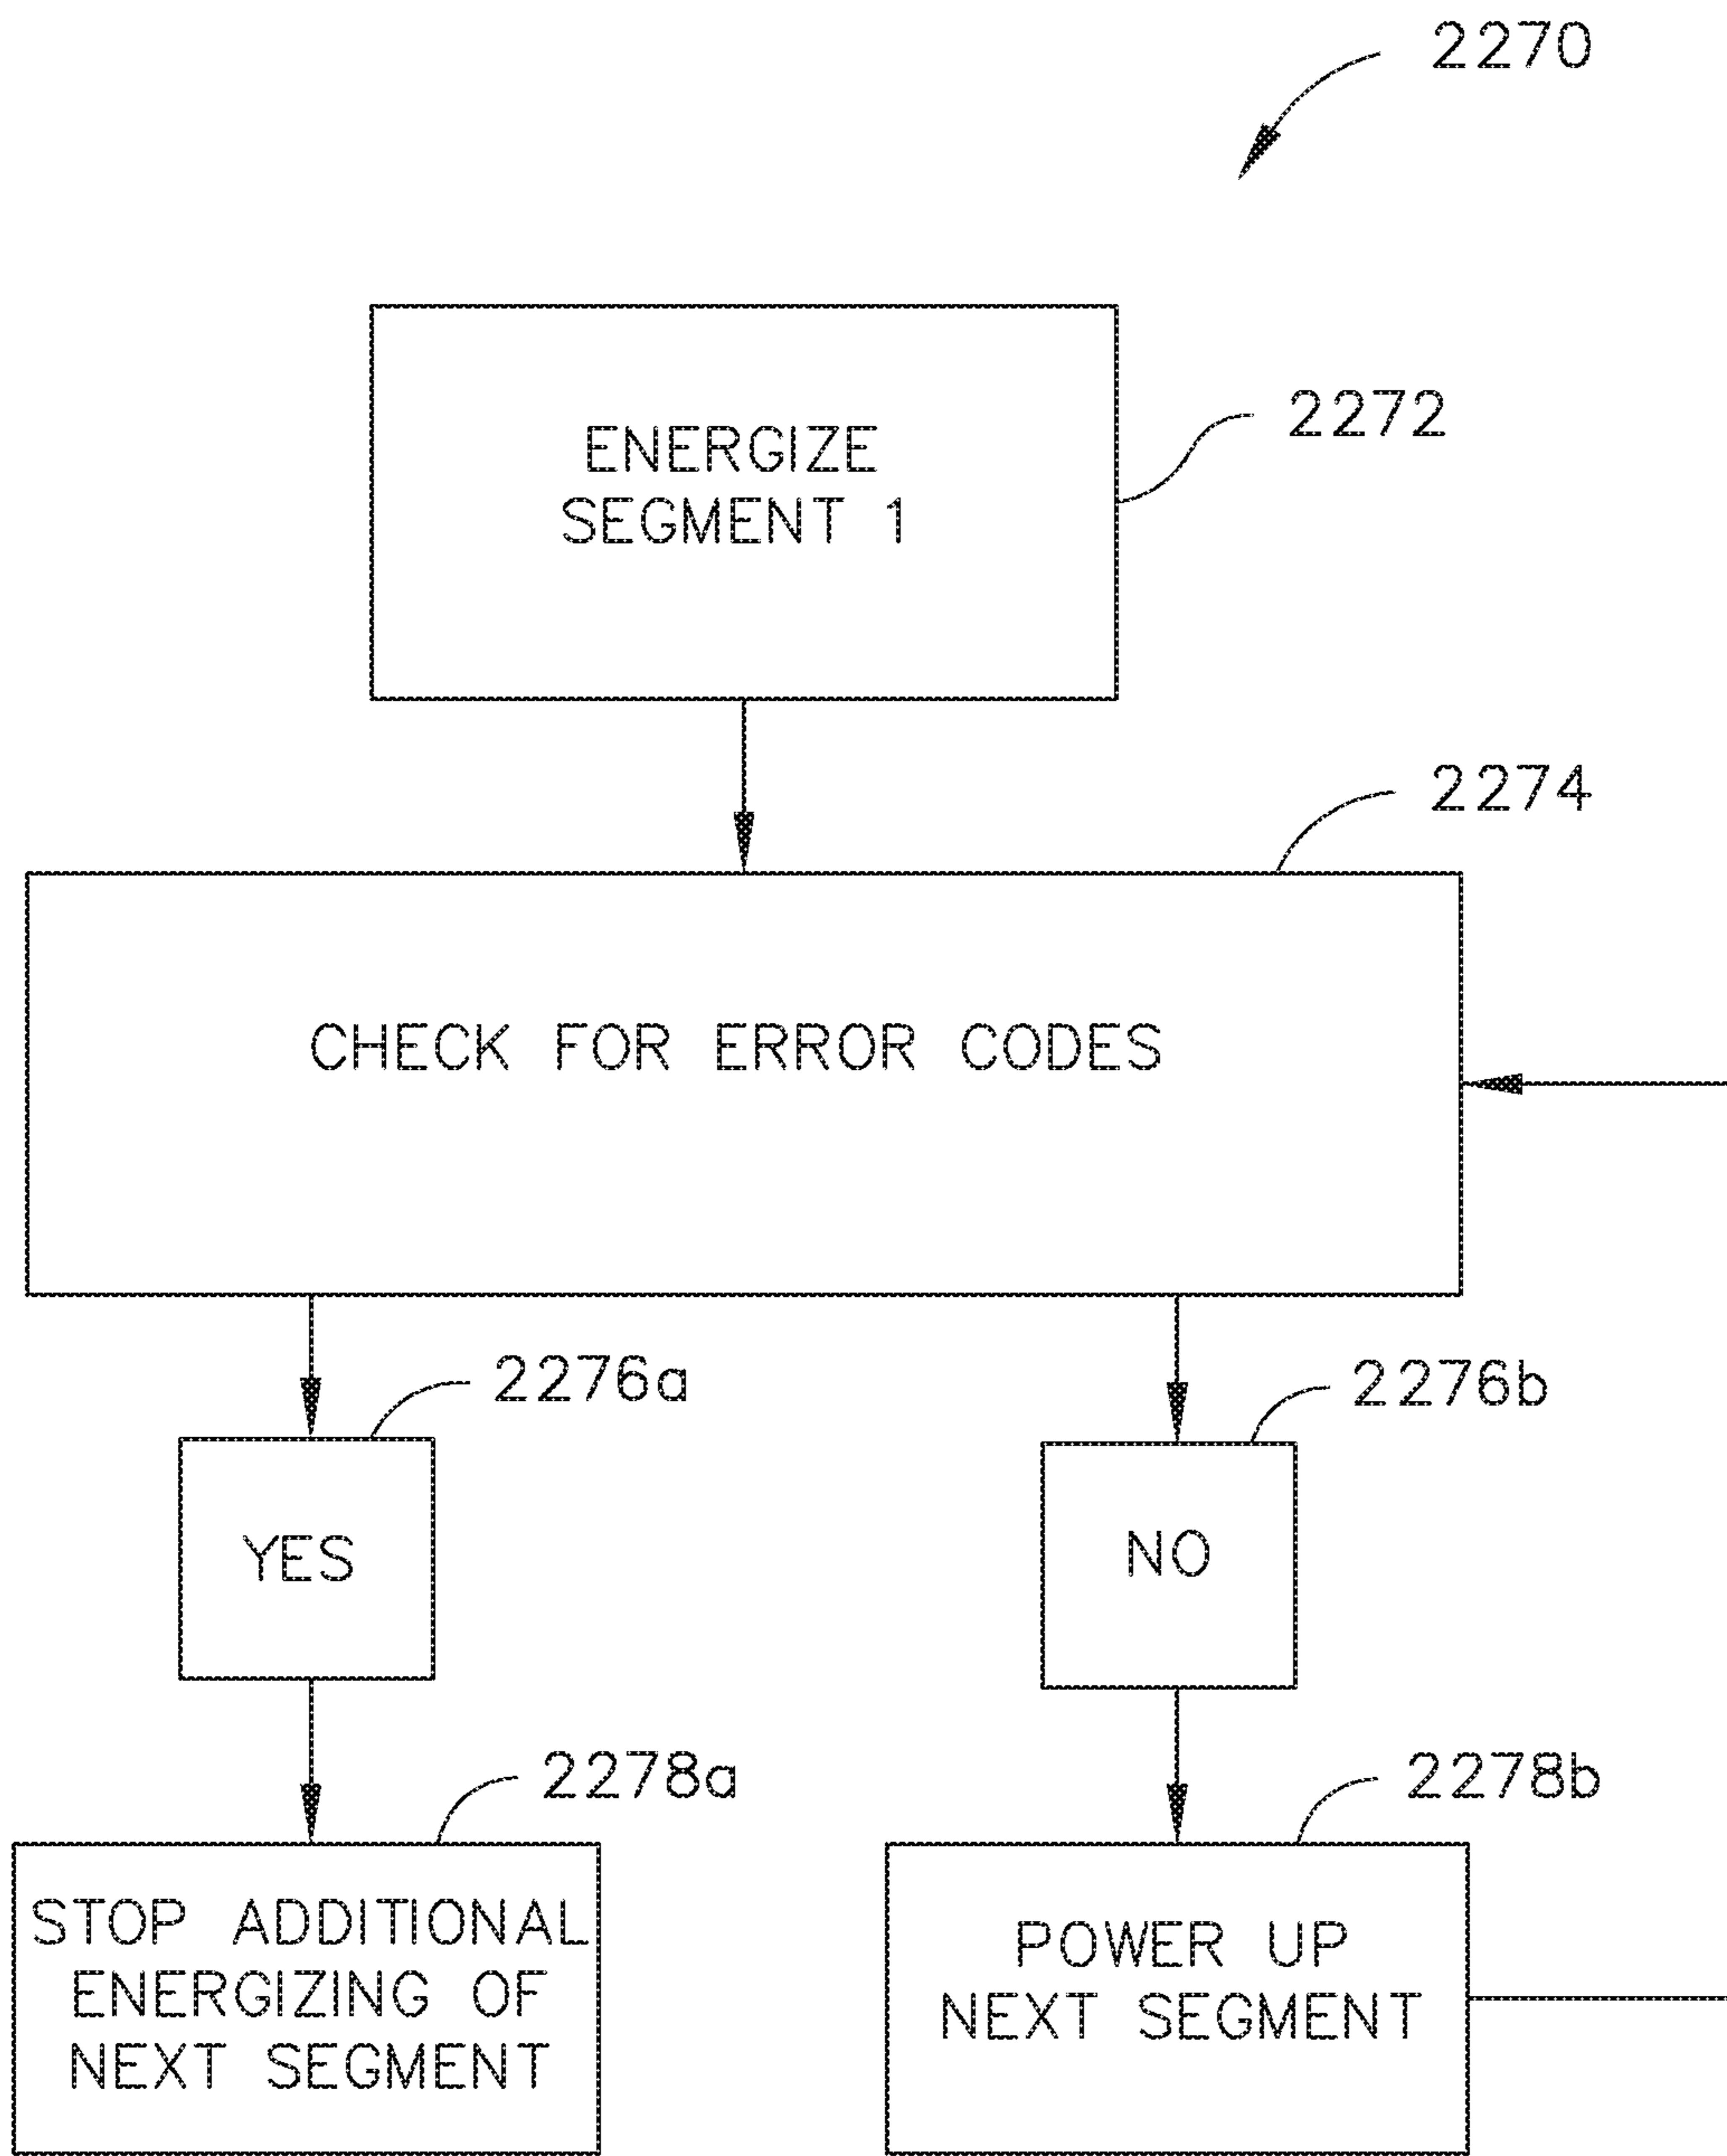 2270
ENERGIZE
SEGMENT 1
2272
2274
CHECK FOR ERROR CODES
2276a
2276b
YES
NO
2278a
2278b
STOP ADDITIONAL
ENERGIZING OF
NEXT SEGMENT
POWER UP
NEXT SEGMENT